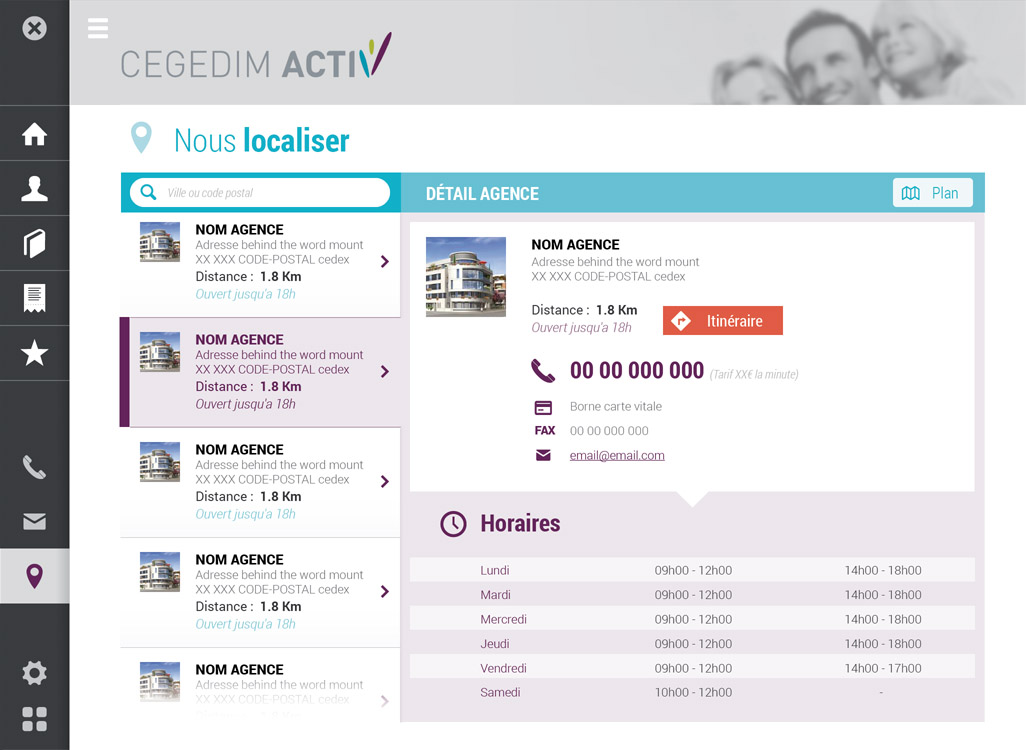 CEGEDIM ACTIV
Nous localiser
Ville ou code postal
NOM AGENCE
Adresse behind the word mount
XX XXX CODE-POSTAL cedex
Distance : 1.8 Km
Ouvert jusqu'a 18h
NOM AGENCE
Adresse behind the word mount
XX XXX CODE-POSTAL cedex
Distance : 1.8 Km
Ouvert jusqu'a 18h
NOM AGENCE
Adresse behind the word mount
XX XXX CODE-POSTAL cedex
Distance : 1.8 Km
Ouvert jusqu'a 18h
NOM AGENCE
Adresse behind the word mount
XX XXX CODE-POSTAL cedex
Distance : 1.8 Km
Ouvert jusqu'a 18h
NOM AGENCE
Adresse behind the word mount
XX XXX CODE-POSTAL cedex
DÉTAIL AGENCE
Plan
NOM AGENCE
Adresse behind the word mount
XX XXX CODE-POSTAL cedex
Distance : 1.8 Km
Ouvert jusqu'a 18h
Itinéraire
00 00 000 000 (Tarif XX€ la minute)
Borne carte vitale
FAX 00 00 000 000
email@email.com
Horaires
Lundi 09h00 - 12h00 14h00 - 18h00
Mardi 09h00 - 12h00 14h00 - 18h00
Mercredi 09h00 - 12h00 14h00 - 18h00
Jeudi 09h00 - 12h00 14h00 - 18h00
Vendredi 09h00 - 12h00 14h00 - 17h00
Samedi 10h00 - 12h00 -